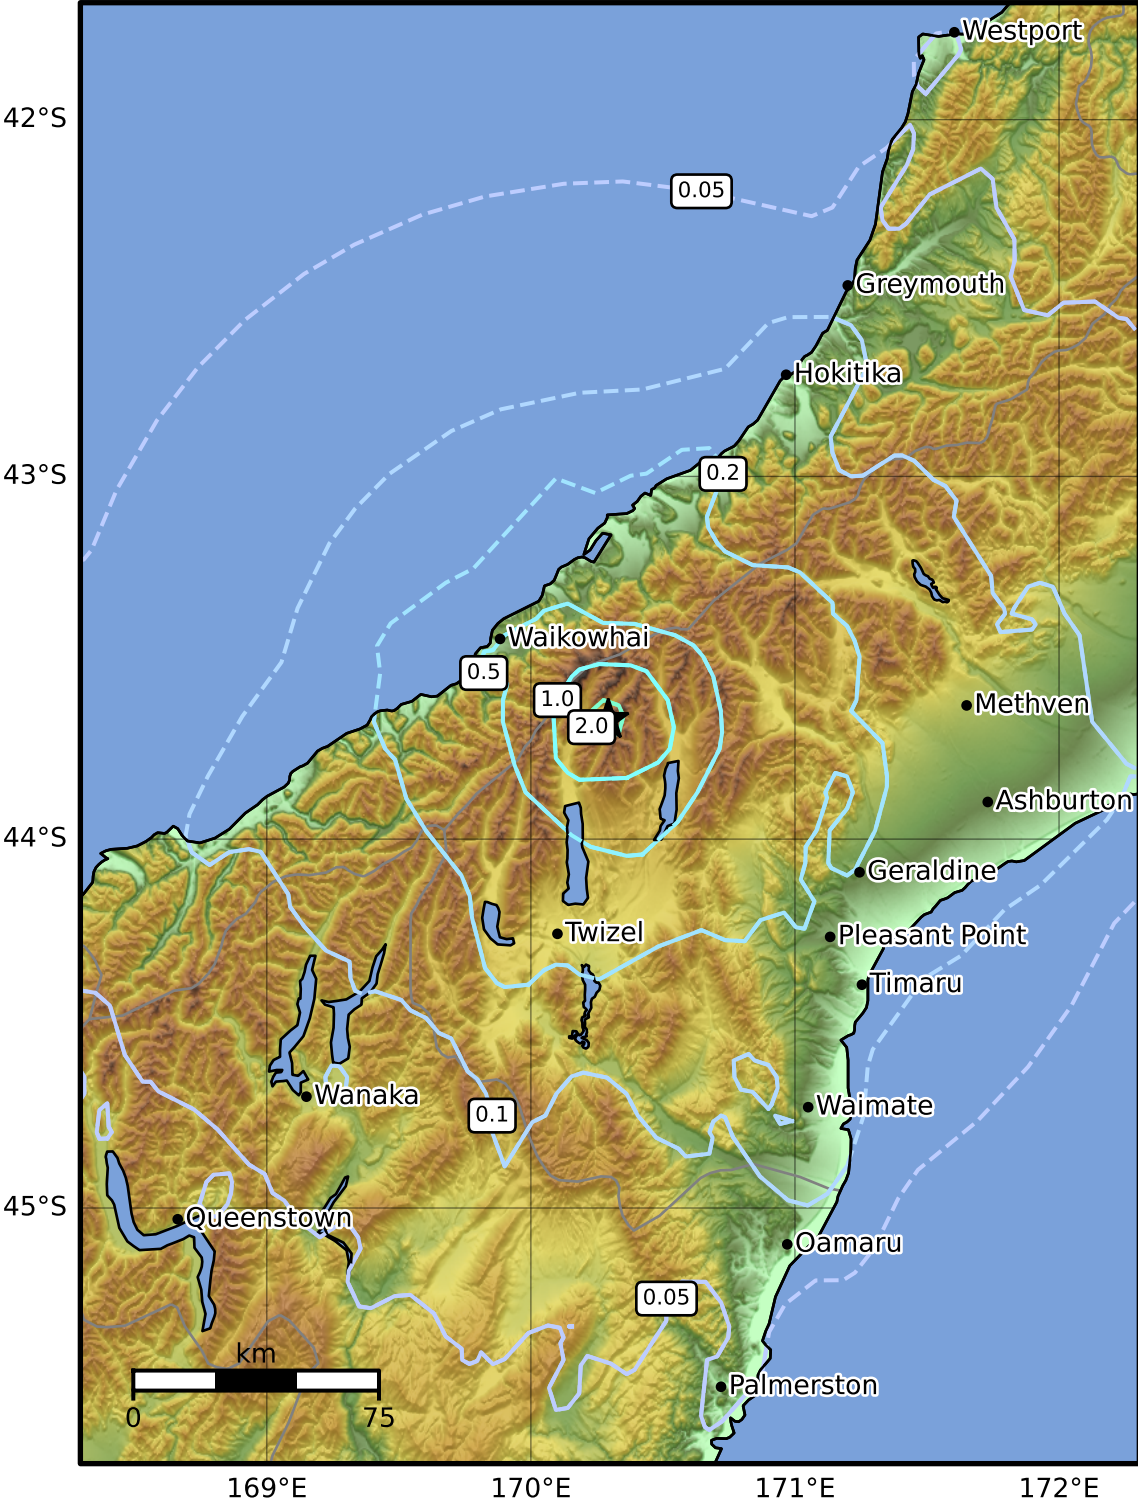 Westport
42°S
0.05
Greymouth
Hokitika
43°S
0.2
Waikowhai
0.5
1.0
2.0
Methven
Ashburton
44°S
Geraldine
Twizel
Pleasant Point
Timaru
Wanaka
0.1
Waimate
45°S
Queenstown
Oamaru
0.05
km
0
75
Palmerston
169°E
170°E
171°E
172°E